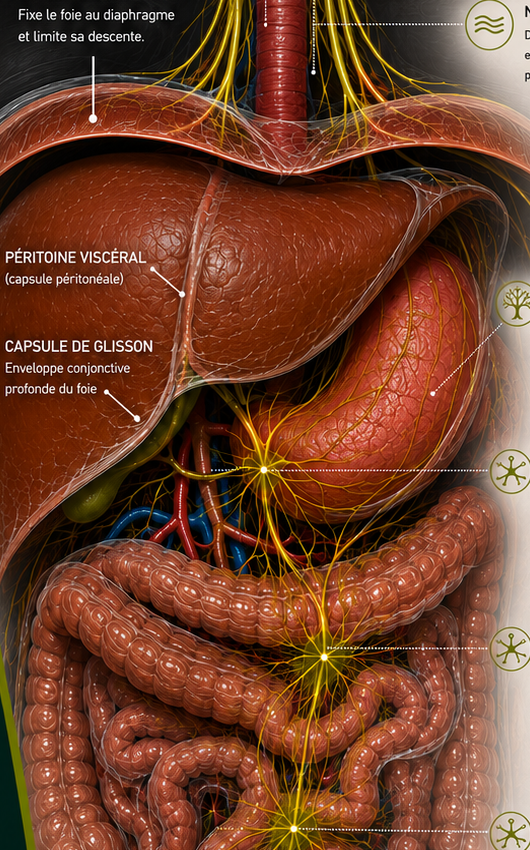 Fixe le foie au diaphragme
et limite sa descente.
PÉRITOINE VISCÉRAL
(capsule péritonéale)
CAPSULE DE GLISSON
Enveloppe conjonctive
profonde du foie